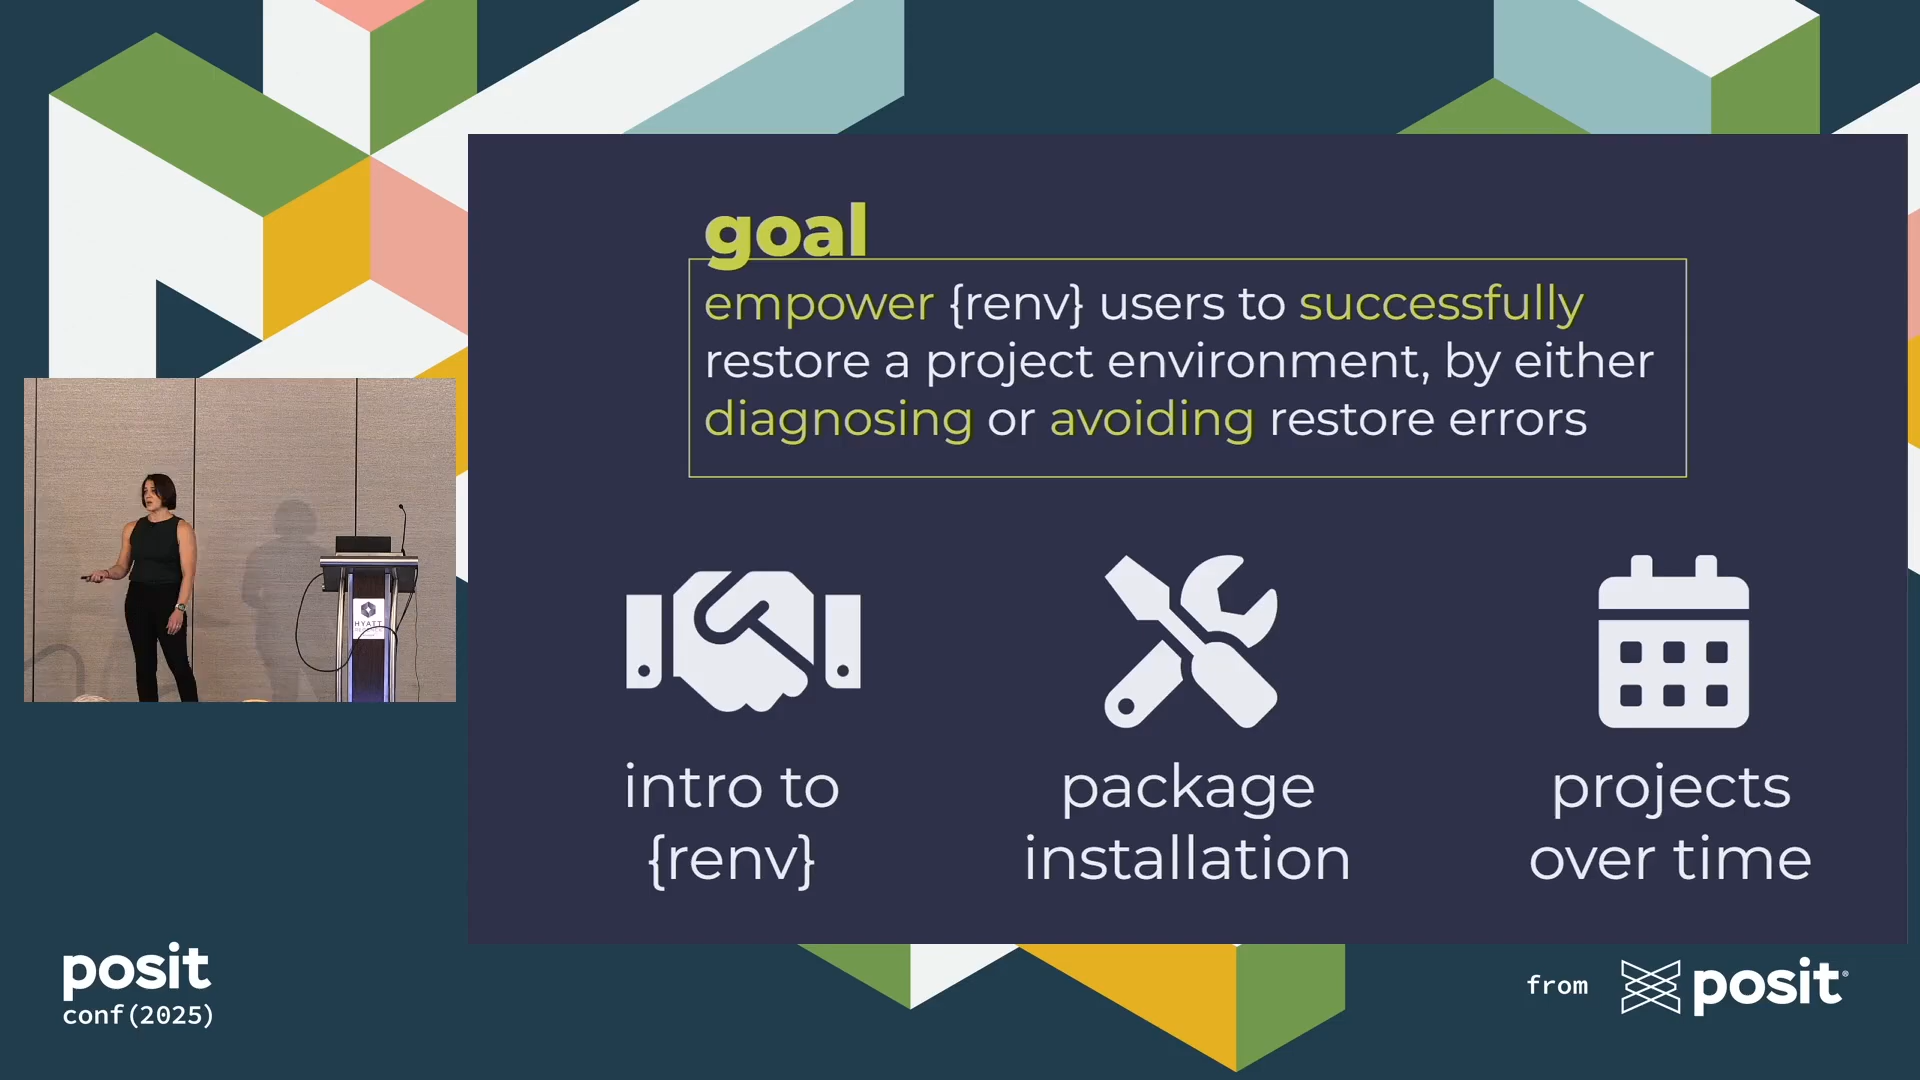 goal
empower {renv} users to successfully
restore a project environment, by either
diagnosing or avoiding restore errors
intro to
{renv}
package
installation
projects
over time
HYATT
posit
conf(2025)
from
posit